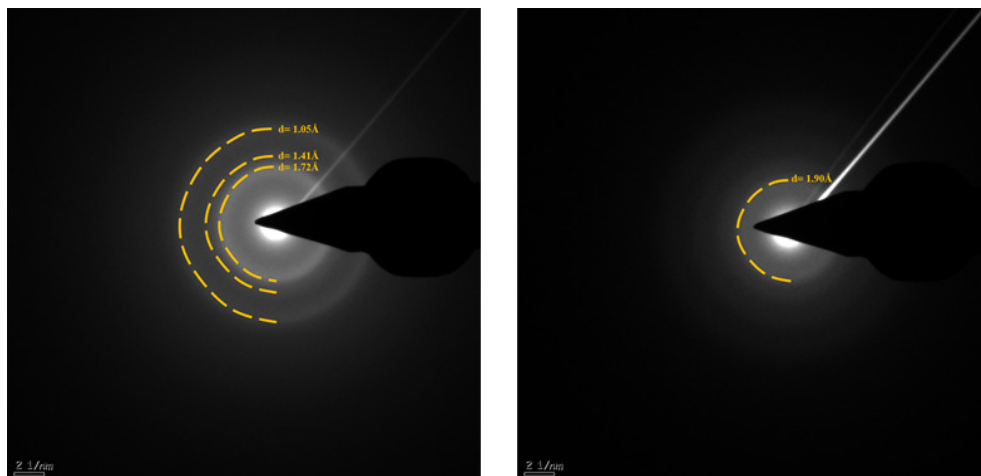 d= 1.05Å
d= 1.41Å
d= 1.72Å
2 1/nm
d= 1.90Å
2 1/nm